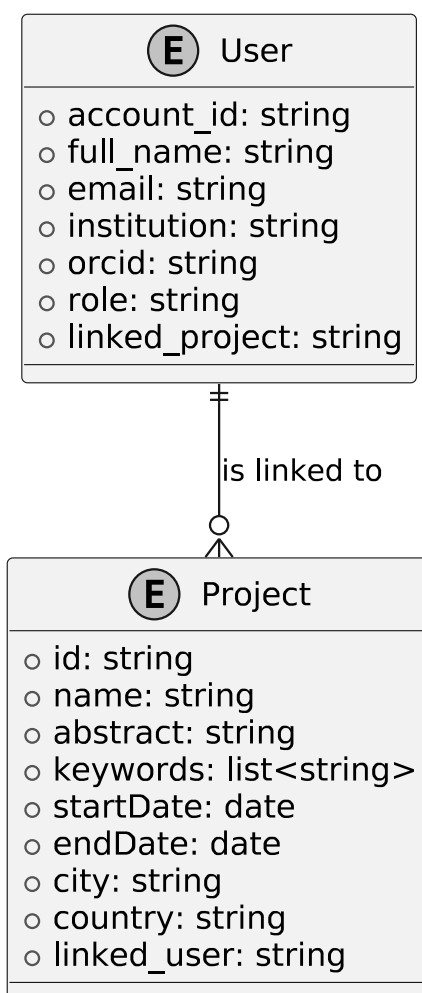 E User
account_id: string
full_name: string
email: string
institution: string
orcid: string
role: string
linked_project: string
is linked to
E Project
id: string
name: string
abstract: string
keywords: list<string>
startDate: date
endDate: date
city: string
country: string
linked_user: string